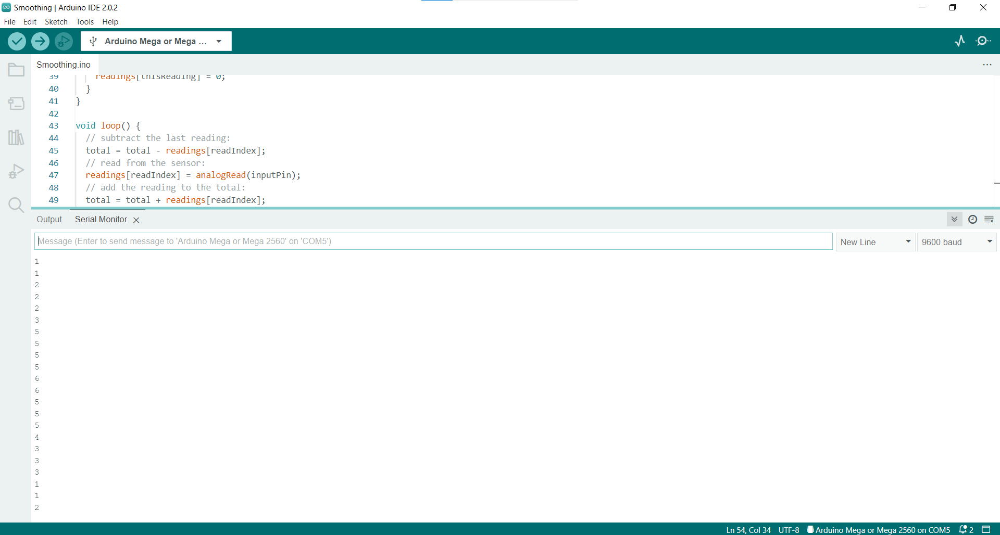 Smoothing | Arduino IDE 2.0.2
File Edit Sketch Tools Help
Arduino Mega or Mega ...
Smoothing.ino
39 readings[thisReading] = 0;
40 }
41 }
42
43 void loop() {
44 // subtract the last reading:
45 total = total - readings[readIndex];
46 // read from the sensor:
47 readings[readIndex] = analogRead(inputPin);
48 // add the reading to the total:
49 total = total + readings[readIndex];
Output Serial Monitor
Message (Enter to send message to 'Arduino Mega or Mega 2560' on 'COM5') New Line 9600 baud
1
1
2
2
2
3
5
5
5
5
6
6
5
5
5
4
3
3
3
1
1
2
Ln 54, Col 34 UTF-8 Arduino Mega or Mega 2560 on COM5 2